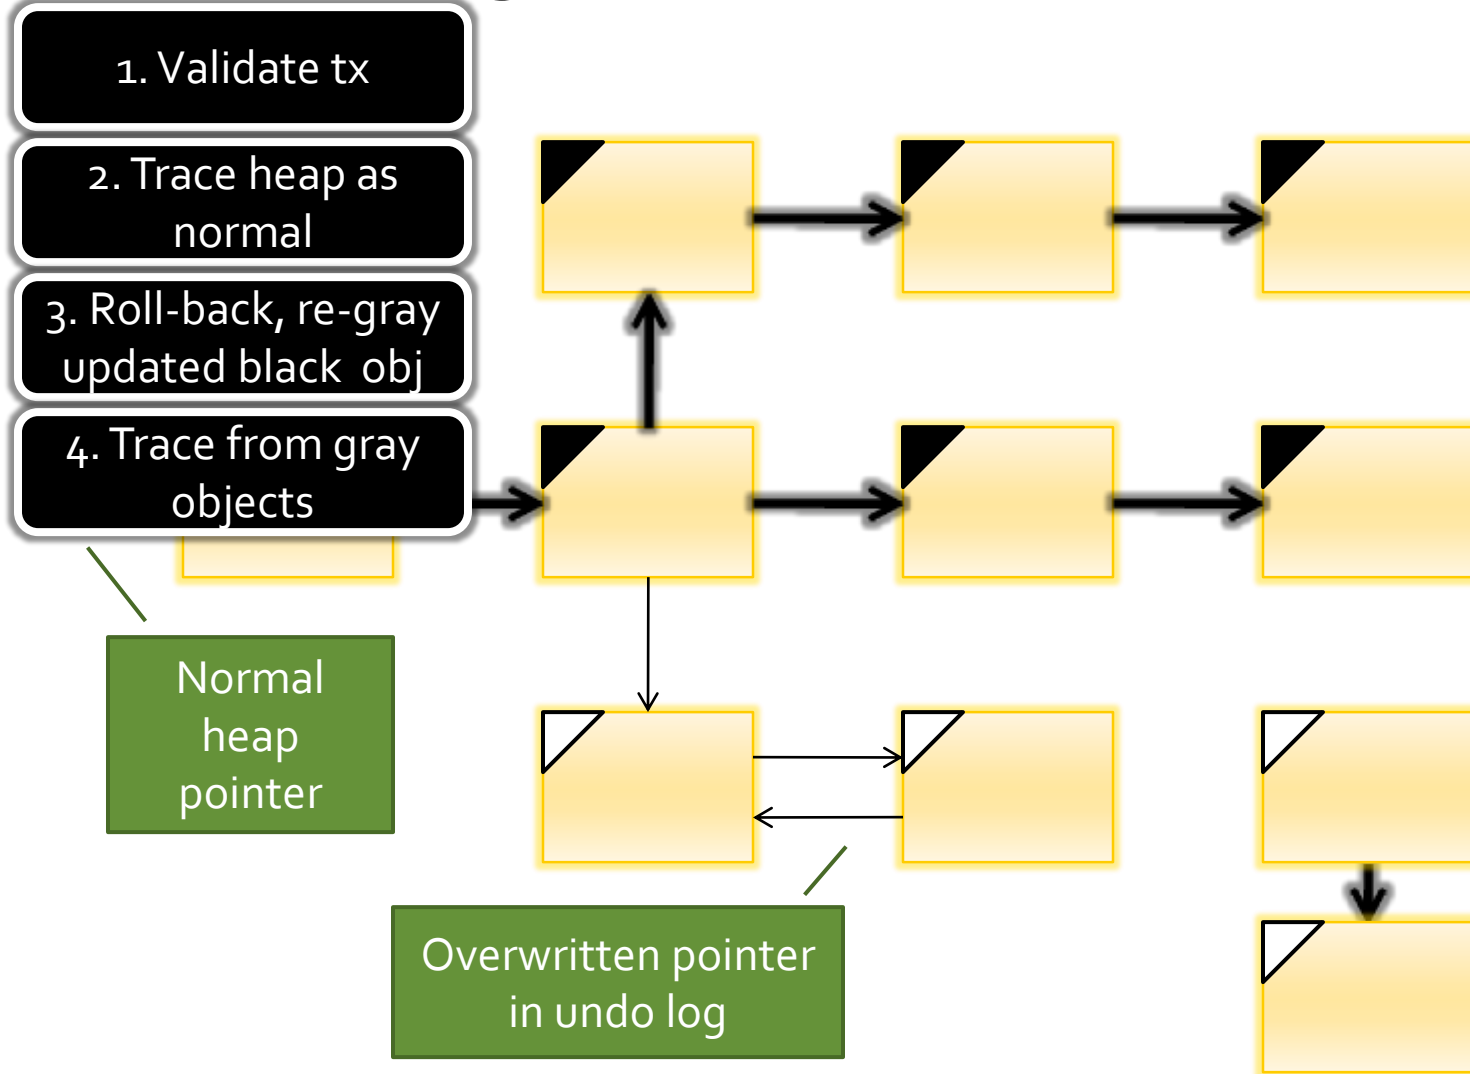 1. Validate tx
2. Trace heap as
normal
3. Roll-back, re-gray
updated black  obj
4. Trace from gray
objects
Normal
heap
pointer
Overwritten pointer
in undo log